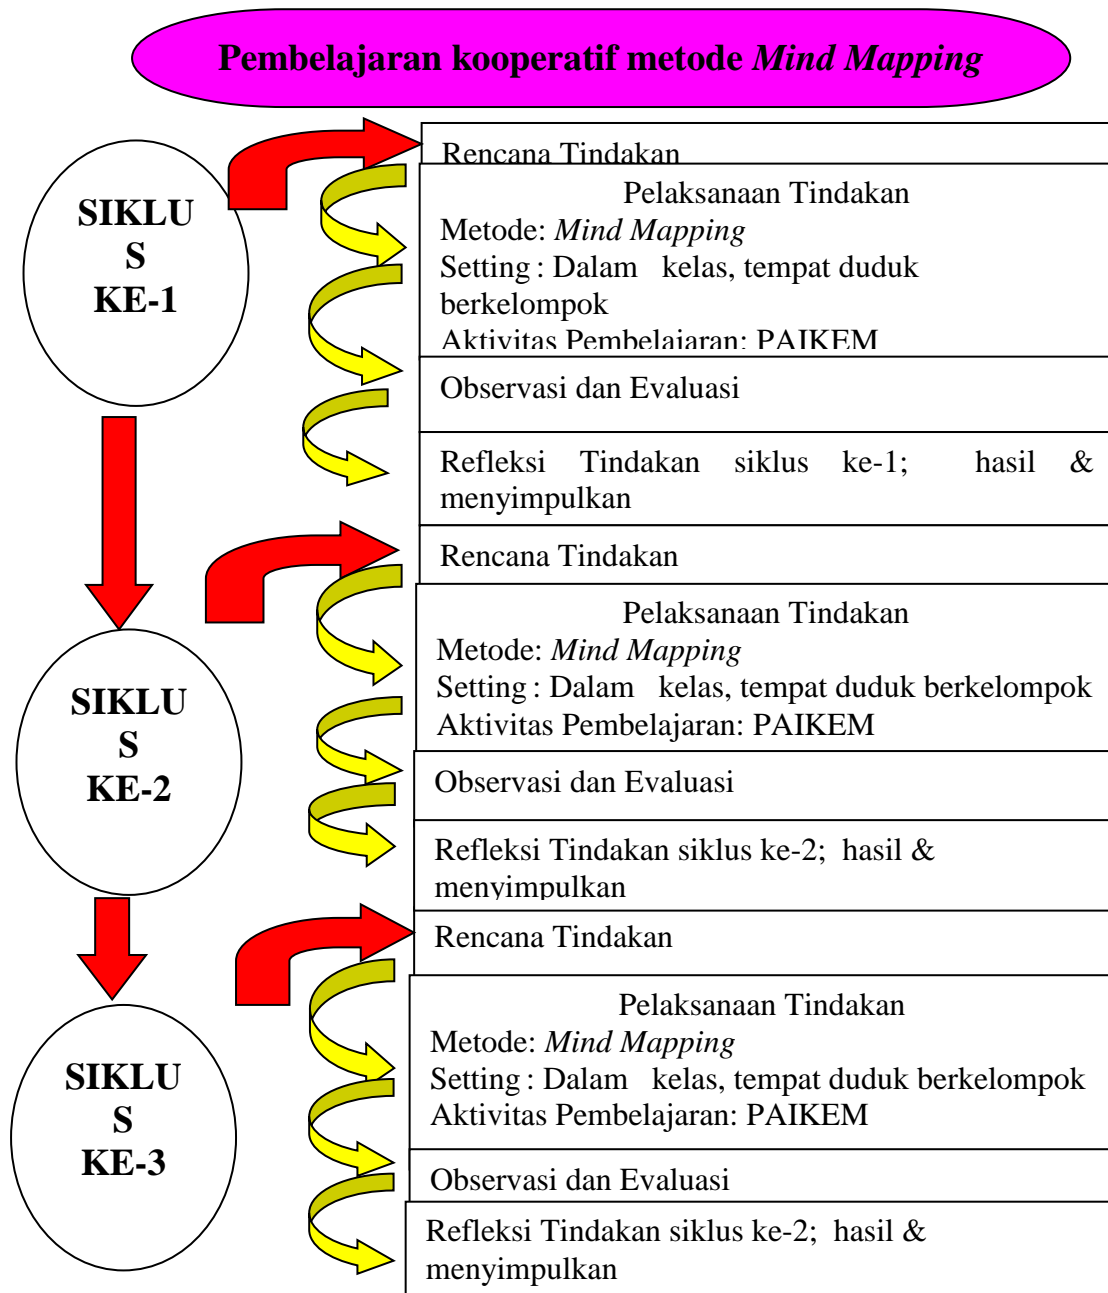 Pembelajaran kooperatif metode Mind Mapping
SIKLU
S
KE-1
Rencana Tindakan
Pelaksanaan Tindakan
Metode: Mind Mapping
Setting : Dalam kelas, tempat duduk
berkelompok
Aktivitas Pembelajaran: PAIKEM
Observasi dan Evaluasi
Refleksi Tindakan siklus ke-1; hasil &
menyimpulkan
SIKLU
S
KE-2
Rencana Tindakan
Pelaksanaan Tindakan
Metode: Mind Mapping
Setting : Dalam kelas, tempat duduk berkelompok
Aktivitas Pembelajaran: PAIKEM
Observasi dan Evaluasi
Refleksi Tindakan siklus ke-2; hasil &
menyimpulkan
SIKLU
S
KE-3
Rencana Tindakan
Pelaksanaan Tindakan
Metode: Mind Mapping
Setting : Dalam kelas, tempat duduk berkelompok
Aktivitas Pembelajaran: PAIKEM
Observasi dan Evaluasi
Refleksi Tindakan siklus ke-2; hasil &
menyimpulkan